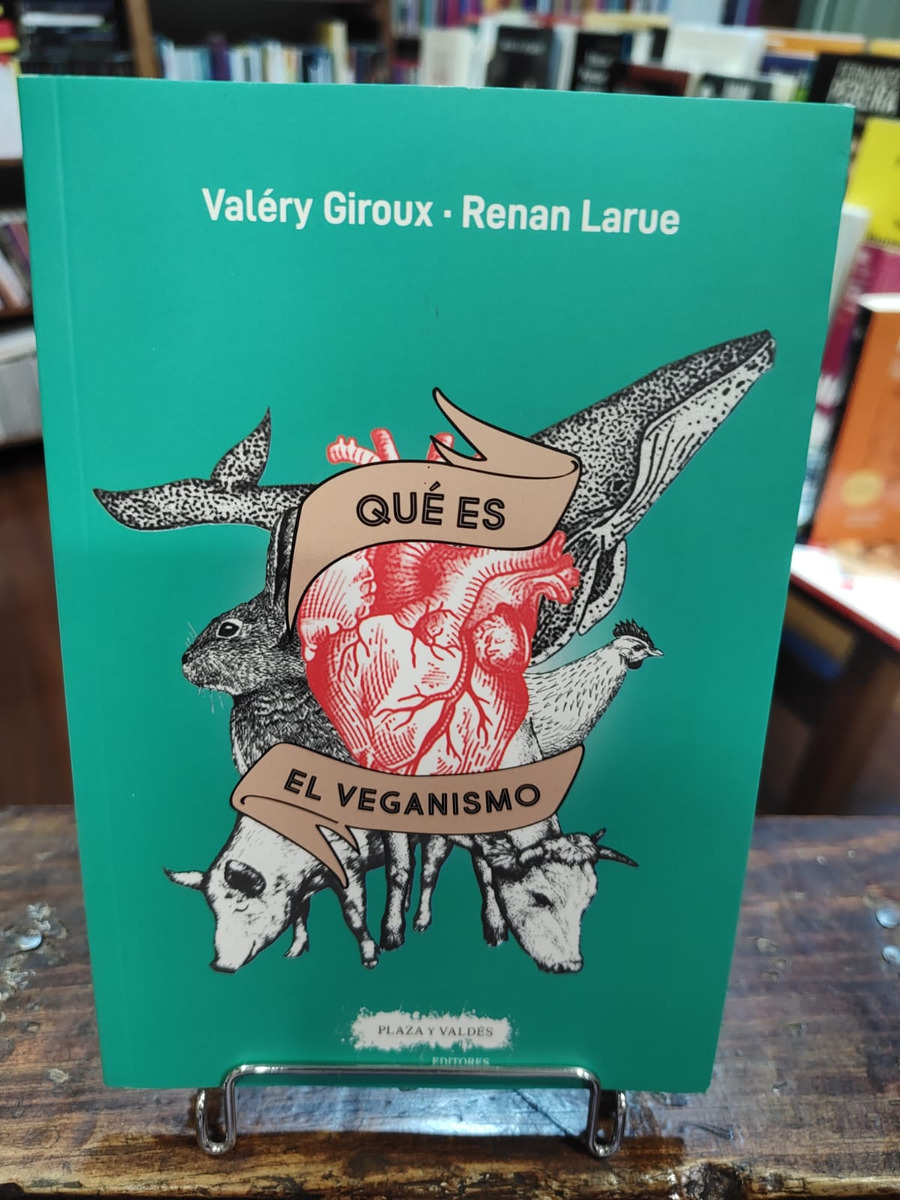 Valéry Giroux · Renan Larue
QUÉ ES
EL VEGANISMO
PLAZA Y VALDÉS
EDITORES